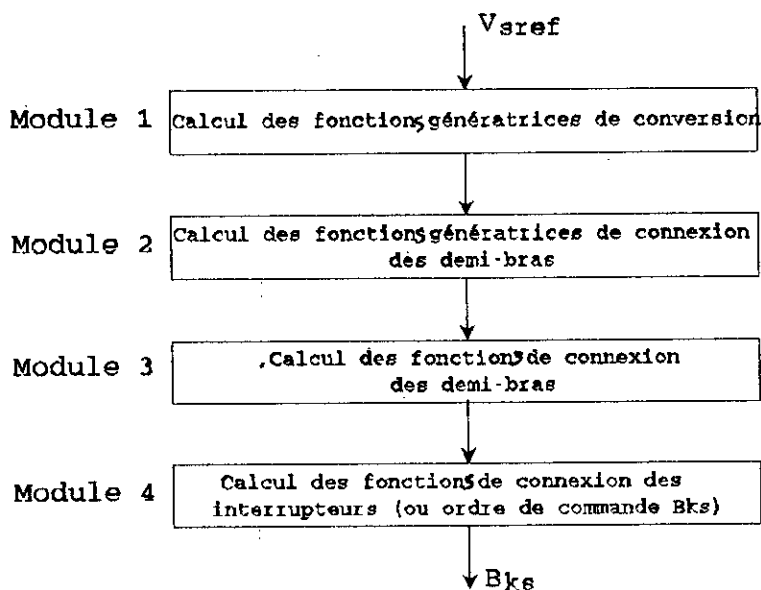 Vsref
Module 1
Calcul des fonctions génératrices de conversion
Module 2
Calcul des fonctions génératrices de connexion
des demi-bras
Module 3
Calcul des fonctions de connexion
des demi-bras
Module 4
Calcul des fonctions de connexion des
interrupteurs (ou ordre de commande Bks)
Bks